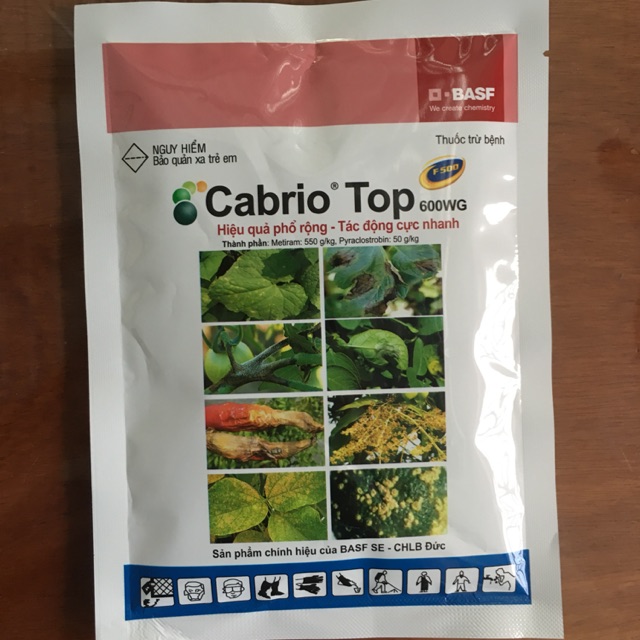 BASF
We create chemistry
NGUY HIỂM
Bảo quản xa trẻ em
Thuốc trừ bệnh
F 500
Cabrio® Top 600WG
Hiệu quả phổ rộng - Tác động cực nhanh
Thành phần: Metiram: 550 g/kg, Pyraclostrobin: 50 g/kg
Sản phẩm chính hiệu của BASF SE - CHLB Đức